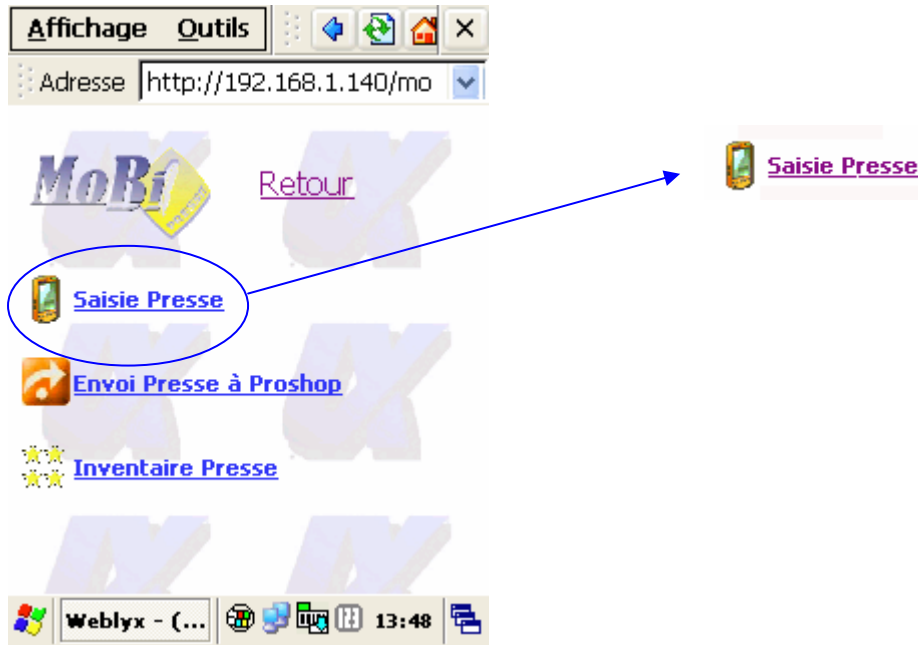 Affichage Outils
Adresse http://192.168.1.140/mo
MoBi Retour
Saisie Presse
Saisie Presse
Envoi Presse à Proshop
Inventaire Presse
Weblyx - (... 13:48